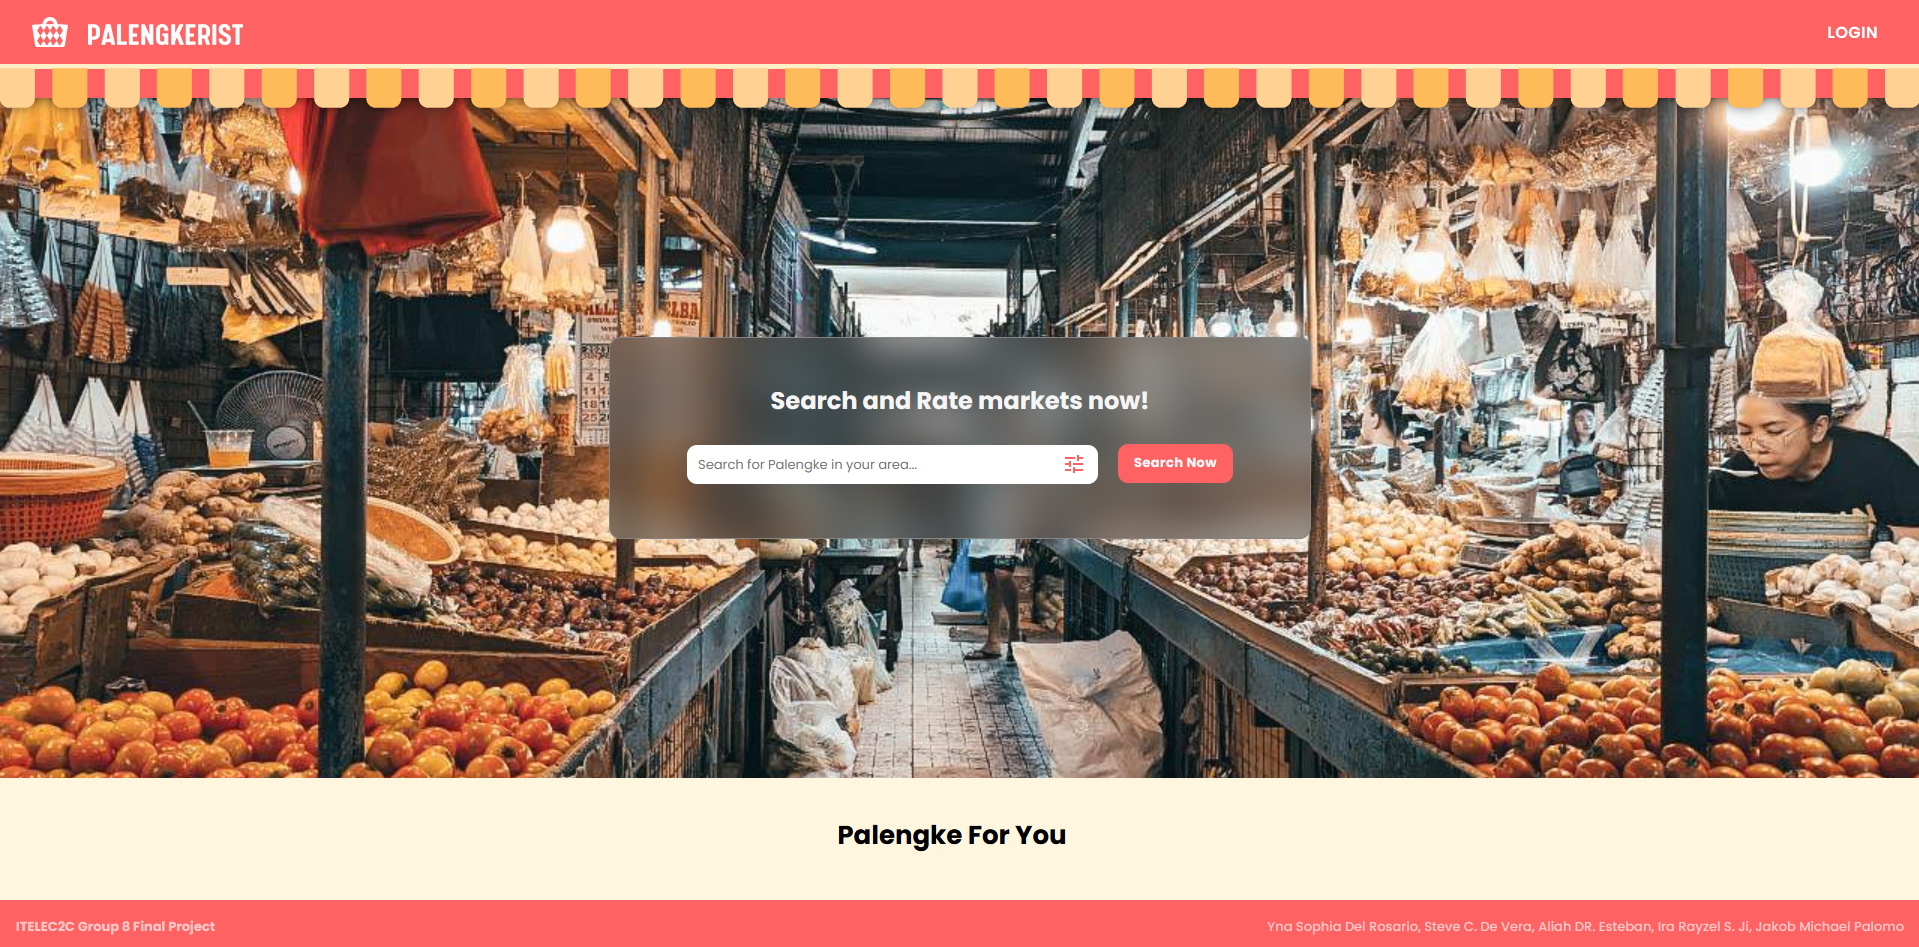 PALENGKERIST
LOGIN
Search and Rate markets now!
Search for Palengke in your area...
Search Now
Palengke For You
ITELEC2C Group 8 Final Project
Yna Sophia Del Rosario, Steve C. De Vera, Aliah DR. Esteban, Ira Rayzel S. Ji, Jakob Michael Palomo